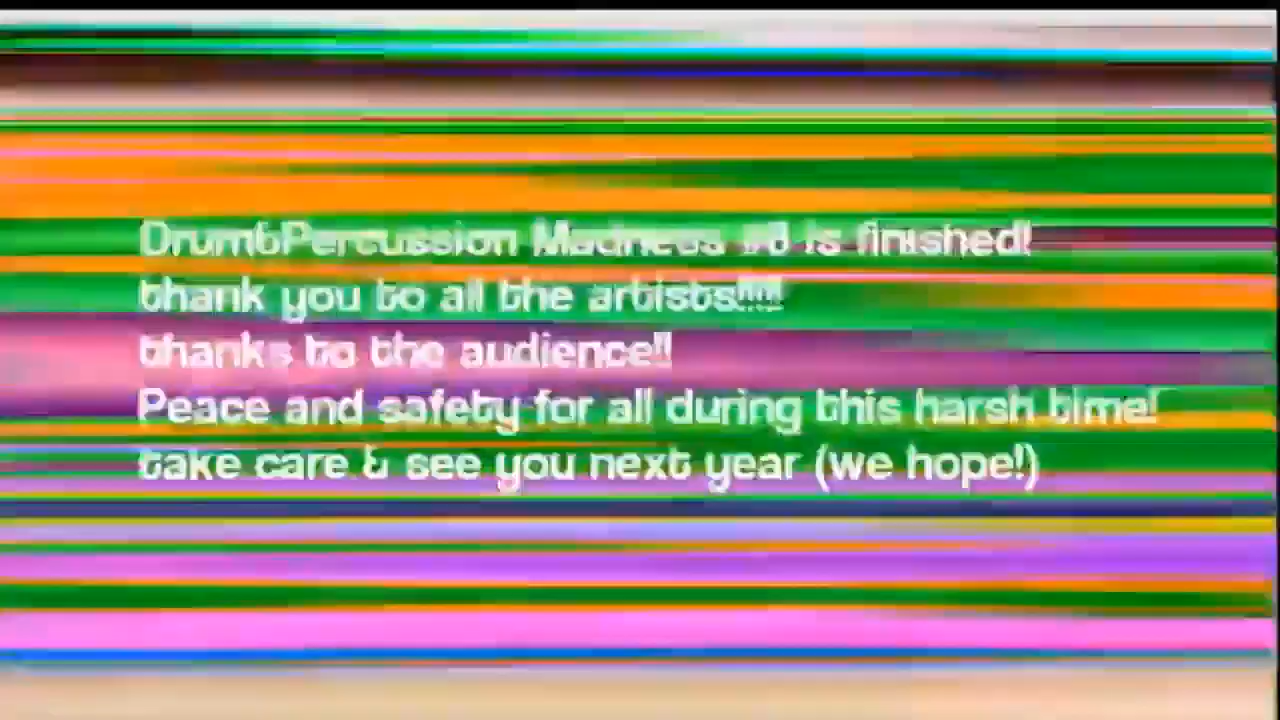 Drum&Percussion Madness #6 is finished!
thank you to all the artists!!!!!
thanks to the audience!!
Peace and safety for all during this harsh time!
take care & see you next year (we hope!)